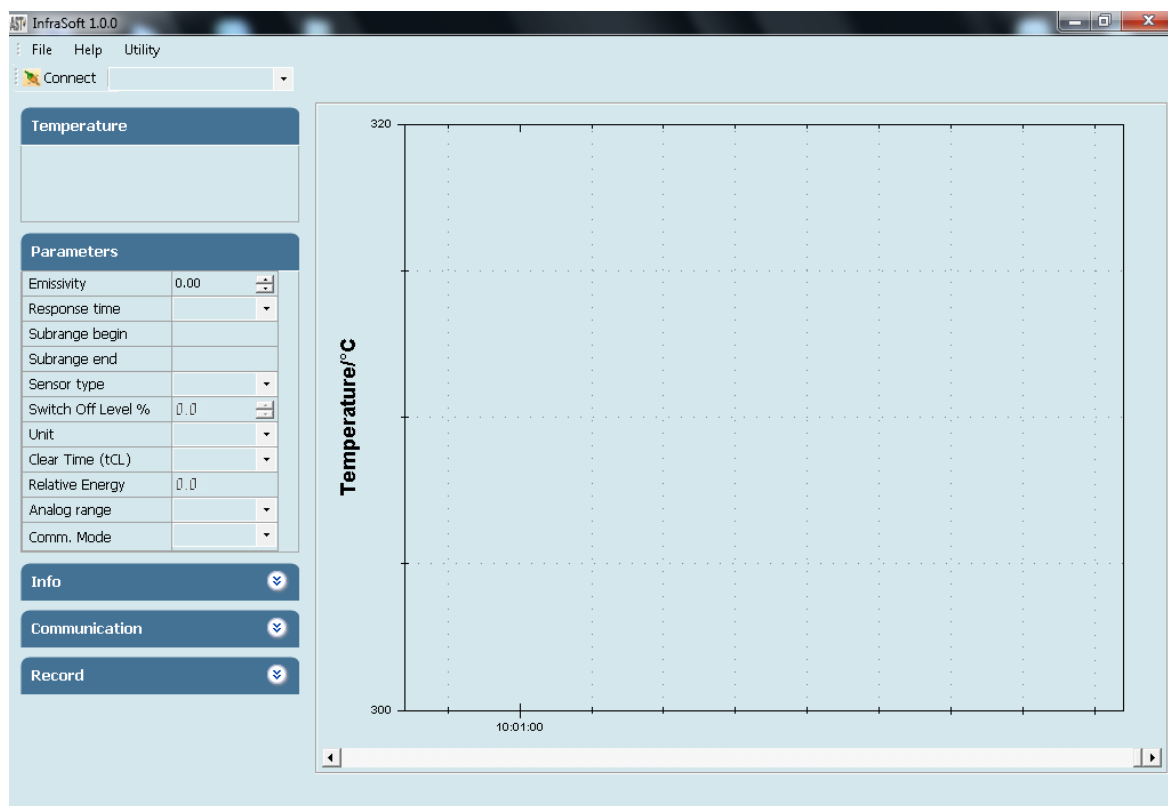 AST InfraSoft 1.0.0
File Help Utility
Connect
Temperature
Parameters
Emissivity 0.00
Response time
Subrange begin
Subrange end
Sensor type
Switch Off Level % 0.0
Unit
Clear Time (tCL)
Relative Energy 0.0
Analog range
Comm. Mode
Info
Communication
Record
320
Temperature/°C
300
10:01:00